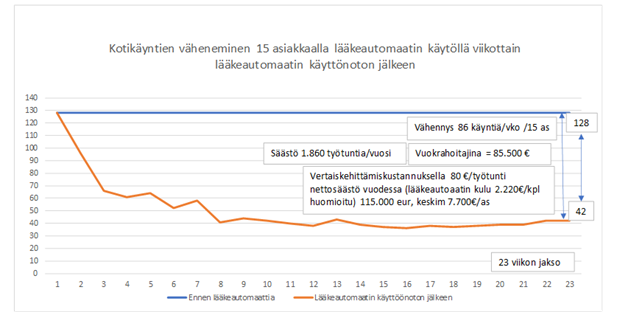 Kotikäyntien väheneminen 15 asiakkaalla lääkeautomaatin käytöllä viikottain
lääkeautomaatin käyttönoton jälkeen
140
130
120
110
100
90
80
70
60
50
40
30
20
10
0
Vähennys 86 käyntiä/vko /15 as
128
Säästö 1.860 työtuntia/vuosi
Vuokrahoitajina = 85.500 €
Vertaiskehittämiskustannuksella 80 €/työtunti
nettosäästö vuodessa (lääkeautoaatin kulu 2.220€/kpl
huomioitu) 115.000 eur, keskim 7.700€/as
42
23 viikon jakso
1 2 3 4 5 6 7 8 9 10 11 12 13 14 15 16 17 18 19 20 21 22 23
Ennen lääkeautomaattia Lääkeautomaatin käyttöönoton jälkeen